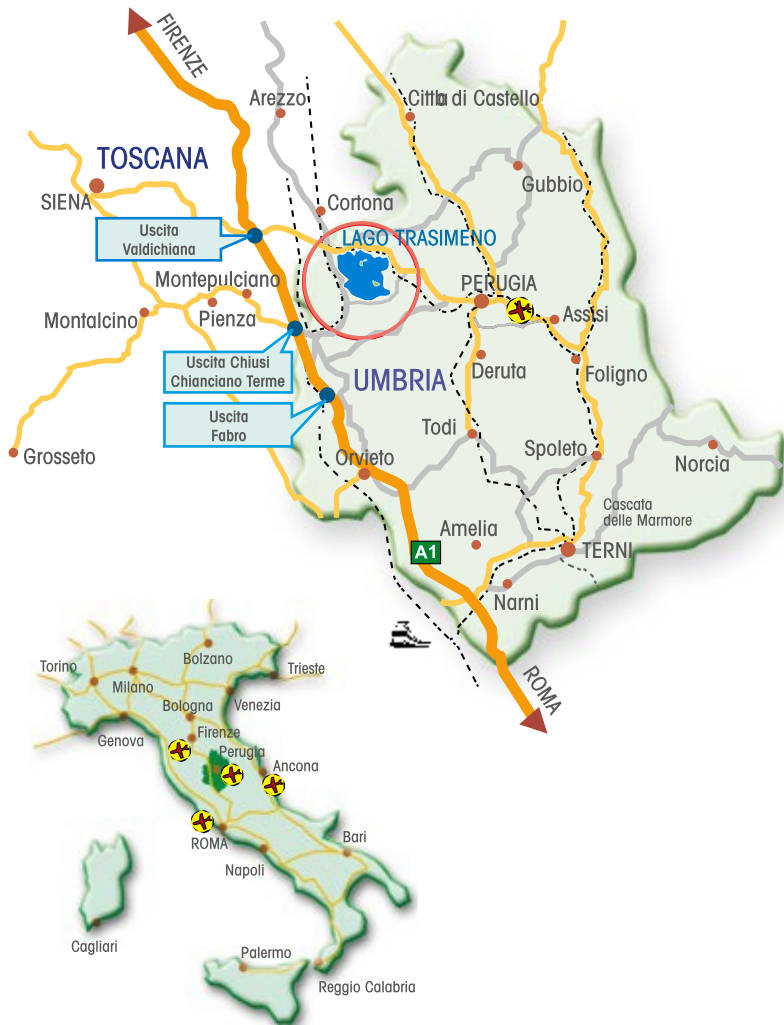 FIRENZE
Arezzo
Città di Castello
TOSCANA
Gubbio
SIENA
Cortona
Uscita
Valdichiana
LAGO TRASIMENO
Montepulciano
PERUGIA
Pienza
Assisi
Montalcino
Uscita Chiusi
Chianciano Terme
UMBRIA
Deruta
Foligno
Uscita
Fabro
Todi
Spoleto
Grosseto
Orvieto
Norcia
Cascata
delle Marmore
Amelia
A1
TERNI
Narni
ROMA
Bolzano
Torino
Trieste
Milano
Bologna
Venezia
Genova
Firenze
Perugia
Ancona
ROMA
Bari
Napoli
Cagliari
Palermo
Reggio Calabria